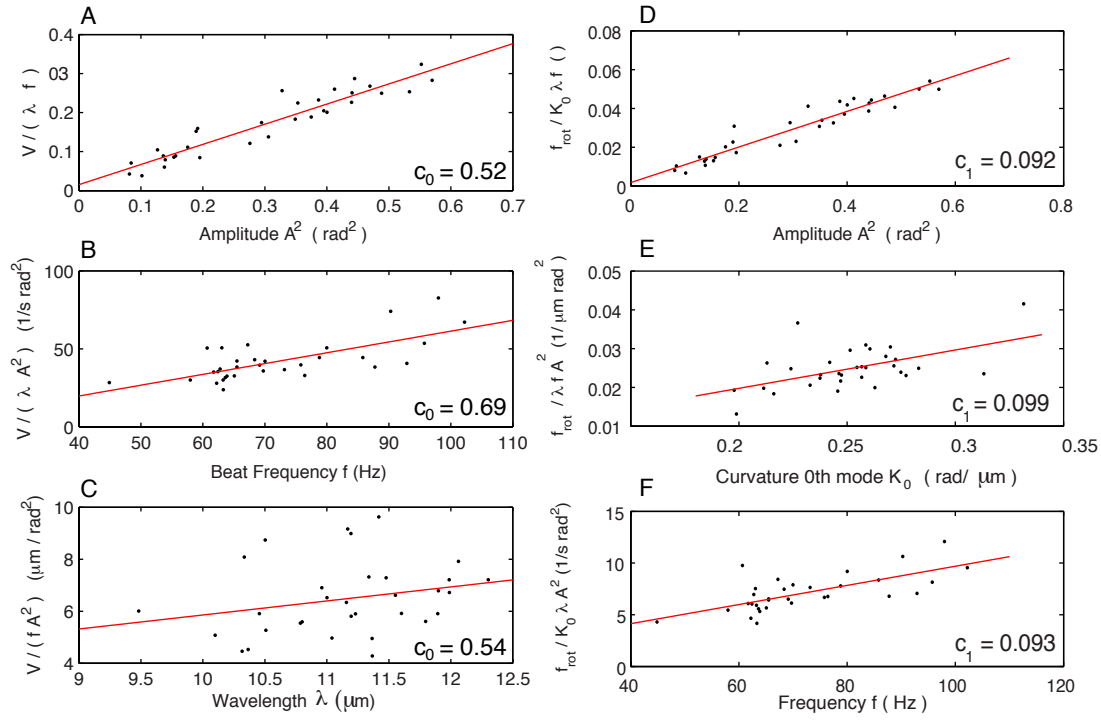 A
V / ( λ f )
0 .4
03
0.2
0.1
0
0 0.1 0.2 0.3 0.4 0.5 0.6 0.7
Amplitude A² ( rad² )
c₀ = 0.52
B
V / ( λ A² ) (1/s rad²)
100
50
0
40 50 60 70 80 90 100 110
Beat Frequency f (Hz)
c₀ = 0.69
C
V / ( f A² ) (μm / rad²)
10
8
6
4
9 9.5 10 10.5 11 11.5 12 12.5
Wavelength λ (μm)
c₀ = 0.54
D
f_rot / K₀ λ f ()
0.08
0.06
0.04
0.02
0
0 0.2 0.4 0.6 0.8
Amplitude A² ( rad² )
c₁ = 0.092
E
f_rot / λ f A² (1/ μm rad²)
0.05
0.04
0.03
0.02
0.01
0.2 0.25 0.3 0.35
Curvature 0th mode K₀ ( rad/ μm )
c₁ = 0.099
F
f_rot / K₀ λ A² (1/s rad²)
15
10
5
0
40 60 80 100 120
Frequency f ( Hz )
c₁ = 0.093